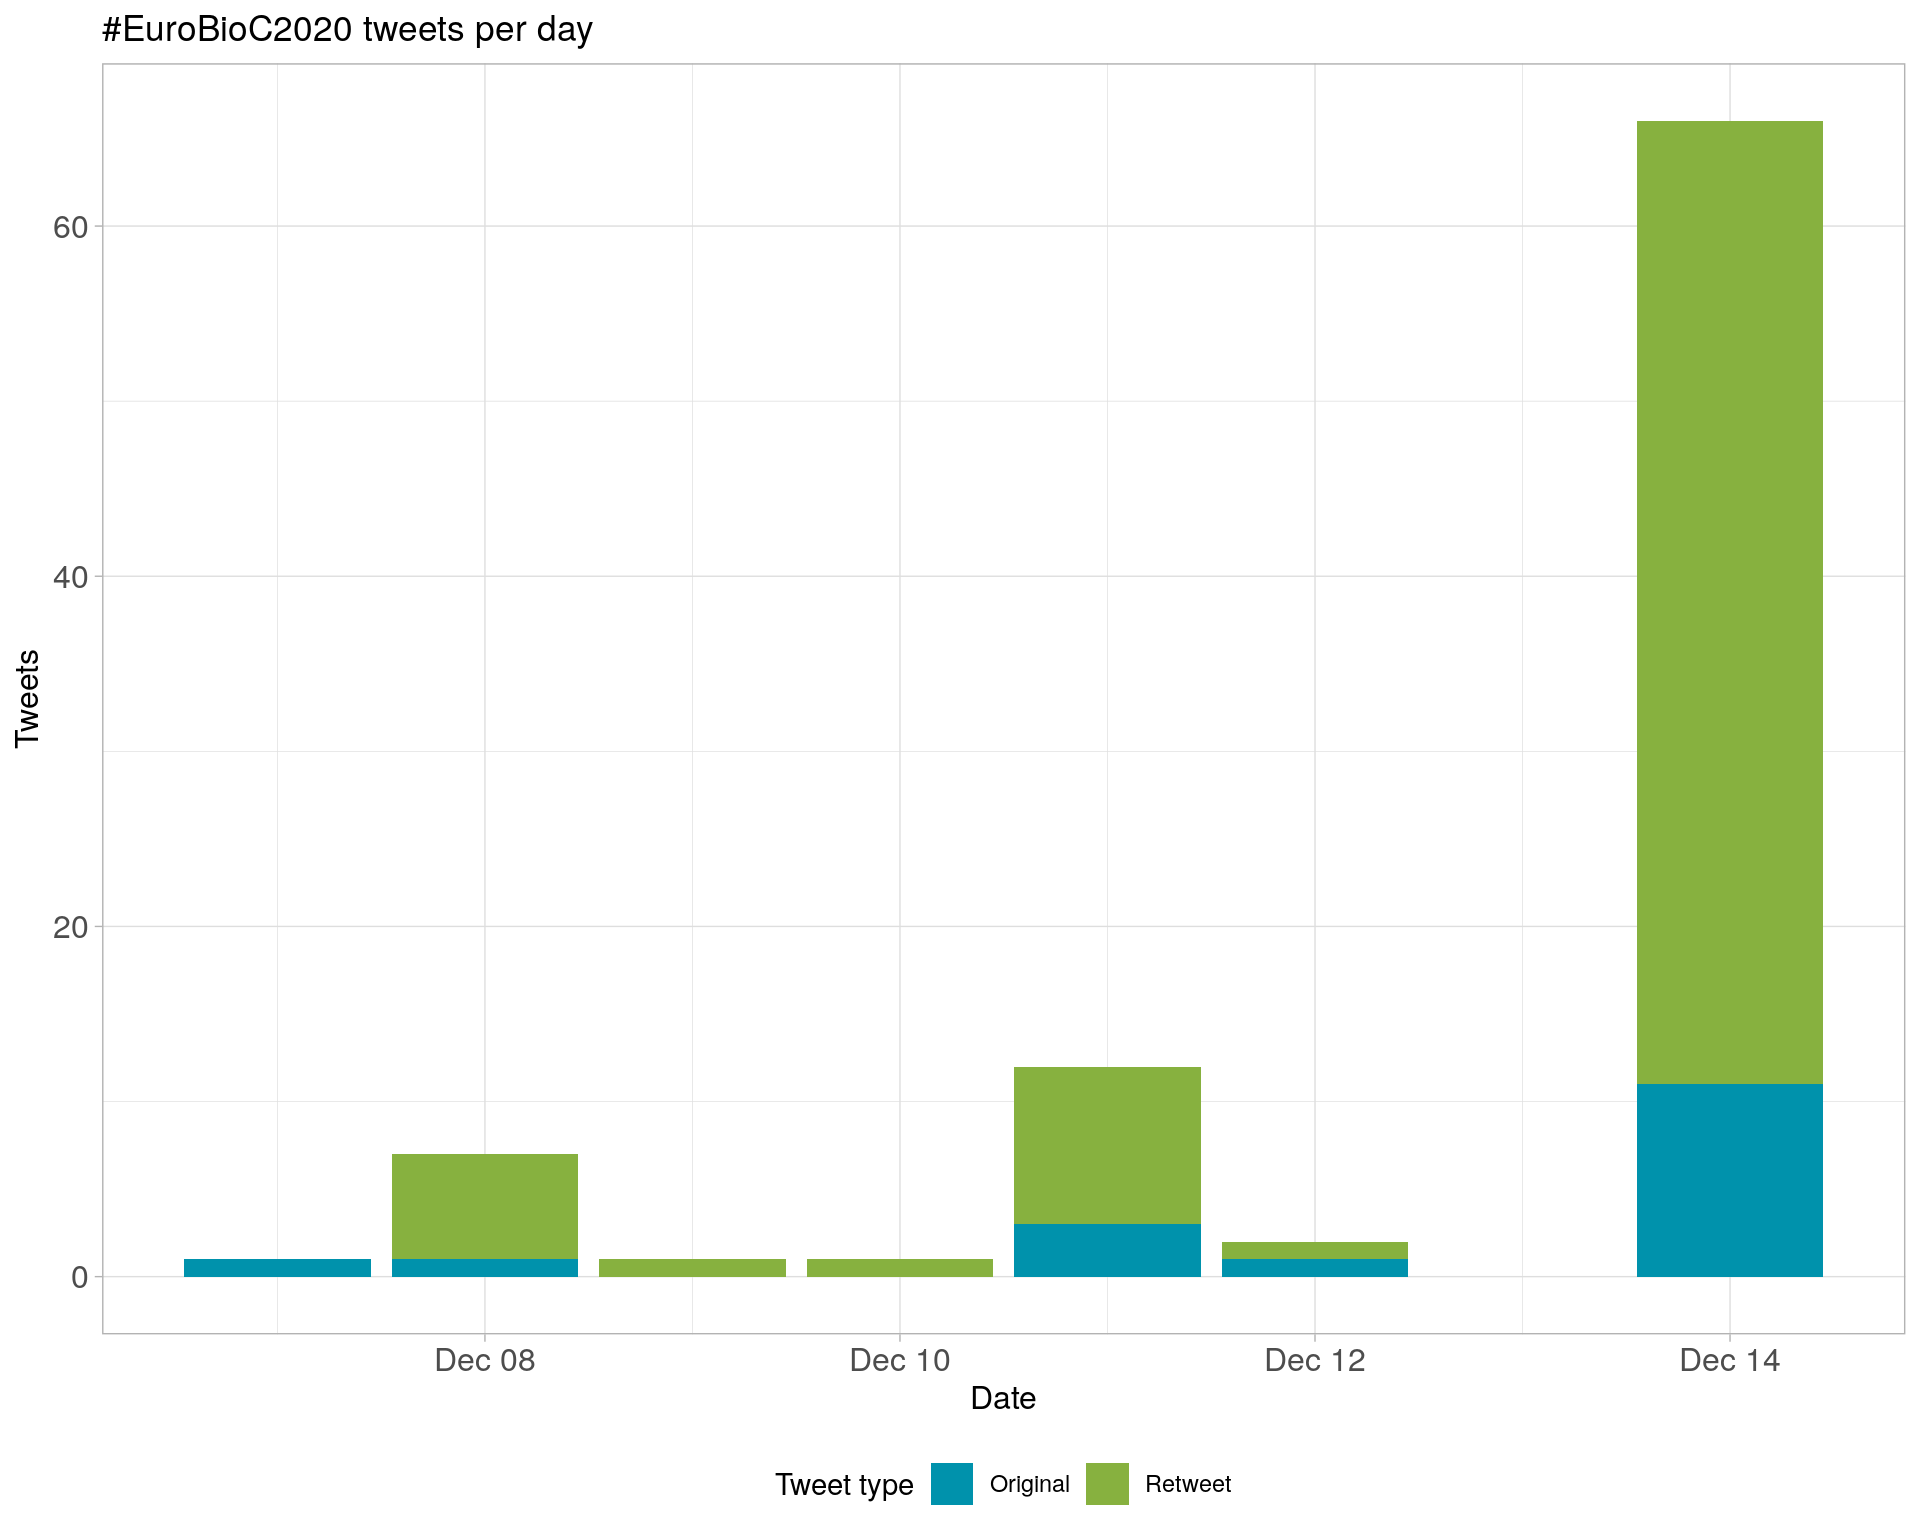 #EuroBioC2020 tweets per day
60
40
20
0
Tweets
Dec 08
Dec 10
Dec 12
Dec 14
Date
Tweet type
Original
Retweet